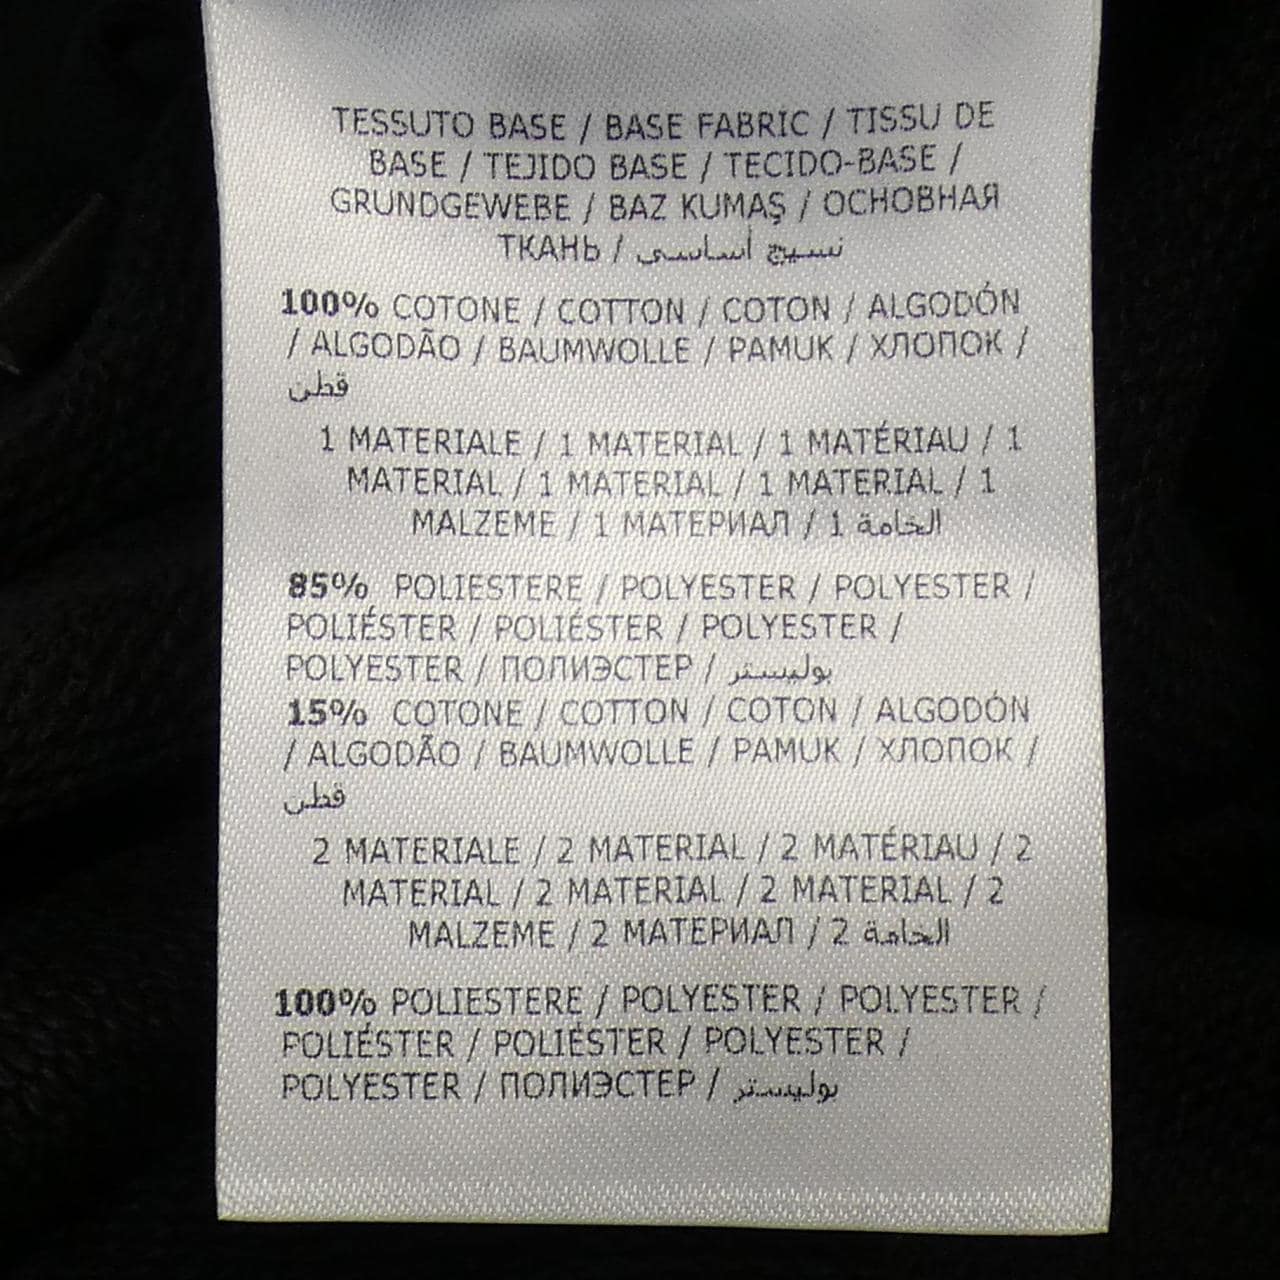 TESSUTO BASE / BASE FABRIC / TISSU DE
BASE / TEJIDO BASE / TECIDO-BASE /
GRUNDGEWEBE / BAZ KUMAŞ / ОСНОВНАЯ
ТКАНЬ / نسيج أساسى
100% COTONE / COTTON / COTON / ALGODÓN
/ ALGODÃO / BAUMWOLLE / PAMUK / ХЛОПОК /
قطن
1 MATERIALE / 1 MATERIAL / 1 MATÉRIAU / 1
MATERIAL / 1 MATERIAL / 1 MATERIAL / 1
MALZEME / 1 МАТЕРИАЛ / 1 الخامة
85% POLIESTERE / POLYESTER / POLYESTER /
POLIÉSTER / POLIÉSTER / POLYESTER /
POLYESTER / ПОЛИЭСТЕР / بوليستر
15% COTONE / COTTON / COTON / ALGODÓN
/ ALGODÃO / BAUMWOLLE / PAMUK / ХЛОПОК /
قطن
2 MATERIALE / 2 MATERIAL / 2 MATÉRIAU / 2
MATERIAL / 2 MATERIAL / 2 MATERIAL / 2
MALZEME / 2 МАТЕРИАЛ / 2 الخامة
100% POLIESTERE / POLYESTER / POLYESTER /
POLIÉSTER / POLIÉSTER / POLYESTER /
POLYESTER / ПОЛИЭСТЕР / بوليستر